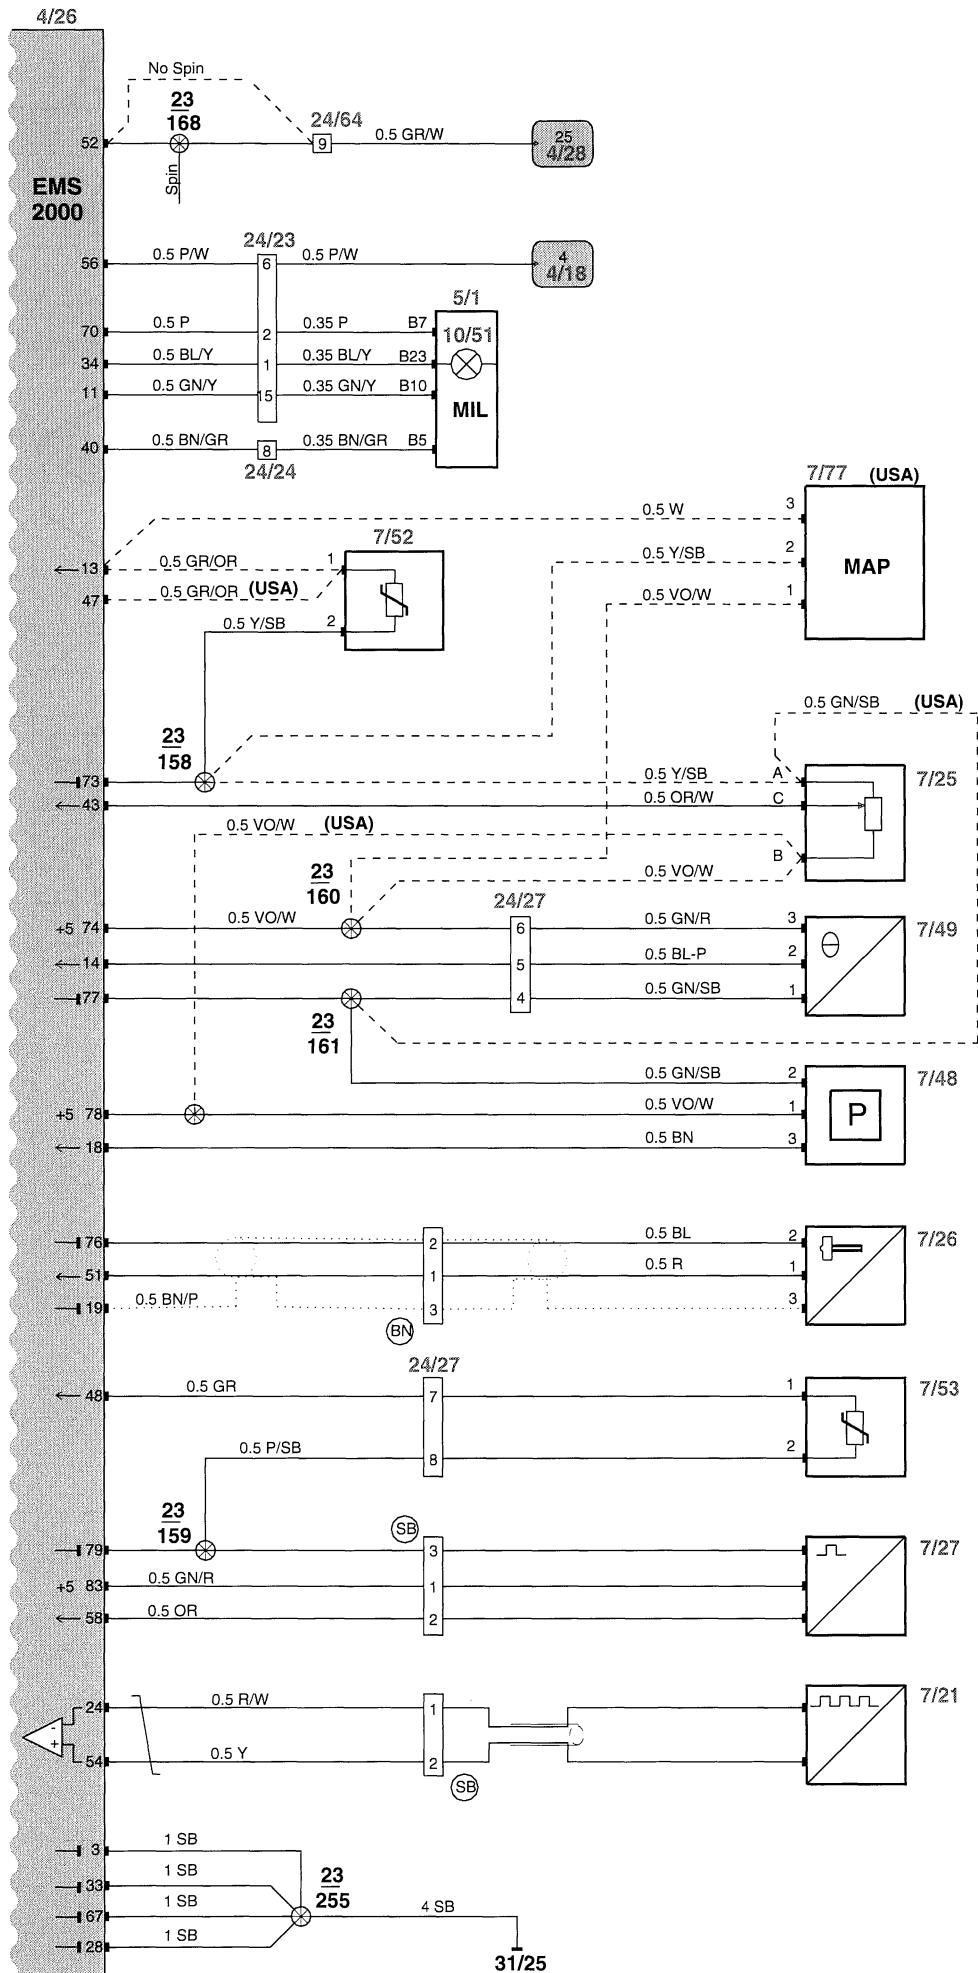 4/26
No Spin
23
168
24/64
52
9
0.5 GR/W
25
4/28
Spin
EMS
2000
24/23
56
0.5 P/W
6
0.5 P/W
4
4/18
5/1
70
0.5 P
2
0.35 P
B7
10/51
34
0.5 BL/Y
1
0.35 BL/Y
B23
11
0.5 GN/Y
15
0.35 GN/Y
B10
MIL
40
0.5 BN/GR
8
0.35 BN/GR
B5
24/24
7/77 (USA)
0.5 W
3
7/52
13
0.5 GR/OR
1
0.5 Y/SB
2
MAP
47
0.5 GR/OR (USA)
0.5 VO/W
1
0.5 Y/SB
2
0.5 GN/SB (USA)
23
158
73
0.5 Y/SB
A
7/25
43
0.5 OR/W
C
0.5 VO/W (USA)
B
23
160
0.5 VO/W
24/27
+5 74
0.5 VO/W
6
0.5 GN/R
3
7/49
14
5
0.5 BL-P
2
77
4
0.5 GN/SB
1
23
161
0.5 GN/SB
2
7/48
+5 78
0.5 VO/W
1
P
18
0.5 BN
3
76
2
0.5 BL
2
7/26
51
1
0.5 R
1
19
0.5 BN/P
3
3
BN
24/27
48
0.5 GR
7
1
7/53
0.5 P/SB
8
2
23
159
SB
79
3
7/27
+5 83
0.5 GN/R
1
58
0.5 OR
2
24
0.5 R/W
1
7/21
-
+
54
0.5 Y
2
SB
3
1 SB
33
1 SB
23
255
67
1 SB
4 SB
28
1 SB
31/25